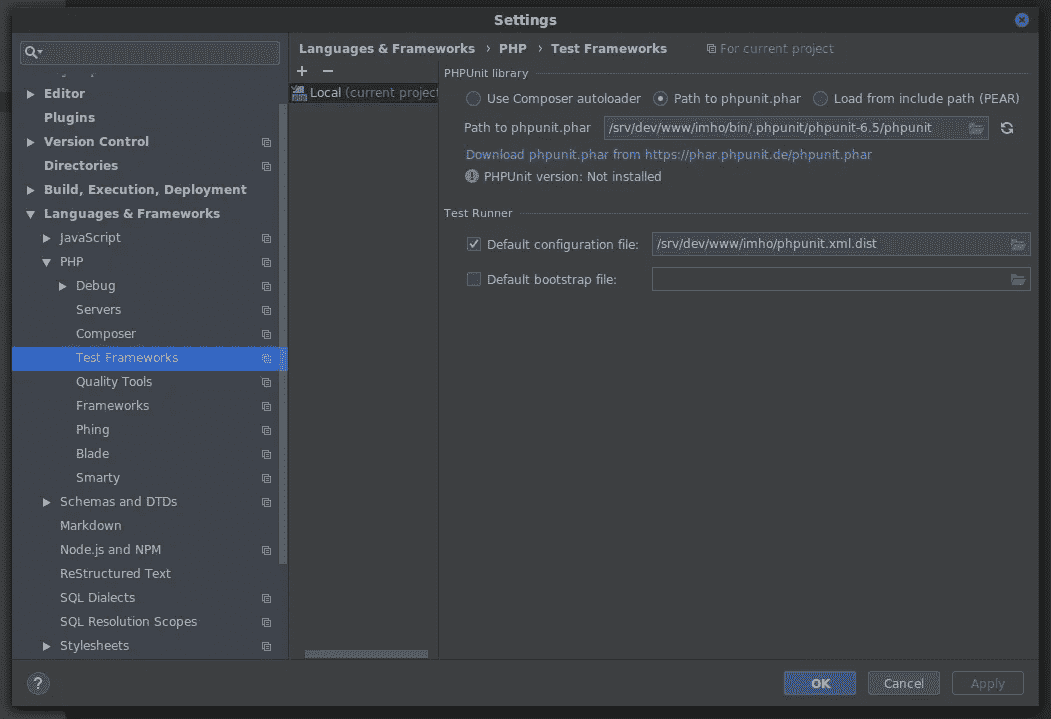 Settings
Languages & Frameworks › PHP › Test Frameworks For current project
Editor
Plugins
Version Control
Directories
Build, Execution, Deployment
Languages & Frameworks
JavaScript
PHP
Debug
Servers
Composer
Test Frameworks
Quality Tools
Frameworks
Phing
Blade
Smarty
Schemas and DTDs
Markdown
Node.js and NPM
ReStructured Text
SQL Dialects
SQL Resolution Scopes
Stylesheets
Local (current project
PHPUnit library
Use Composer autoloader Path to phpunit.phar Load from include path (PEAR)
Path to phpunit.phar /srv/dev/www/imho/bin/.phpunit/phpunit-6.5/phpunit
Download phpunit.phar from https://phar.phpunit.de/phpunit.phar
PHPUnit version: Not installed
Test Runner
Default configuration file: /srv/dev/www/imho/phpunit.xml.dist
Default bootstrap file:
? OK Cancel Apply